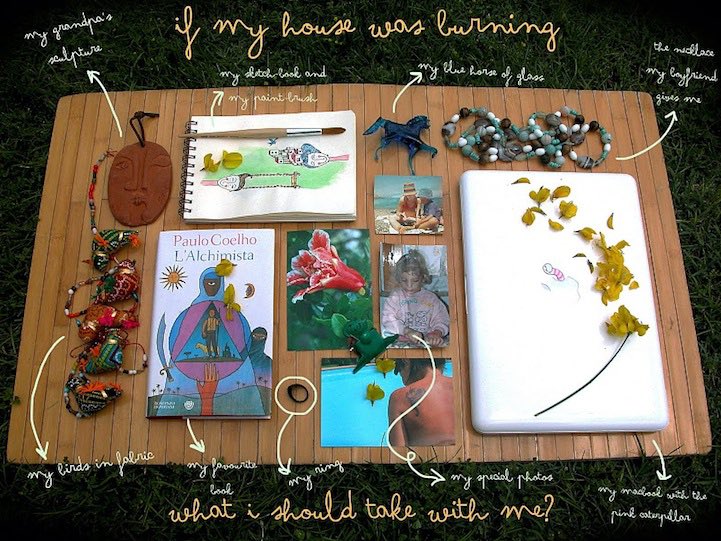 if my house was burning
my grandpa's
sculpture
my sketch-book and
my paint-brush
my blue horse of glass
the necklace
my boyfriend
gives me
Paulo Coelho
L'Alchimista
my birds in fabric
my favourite
book
my ring
my special photos
my macbook with the
pink caterpillar
what i should take with me?